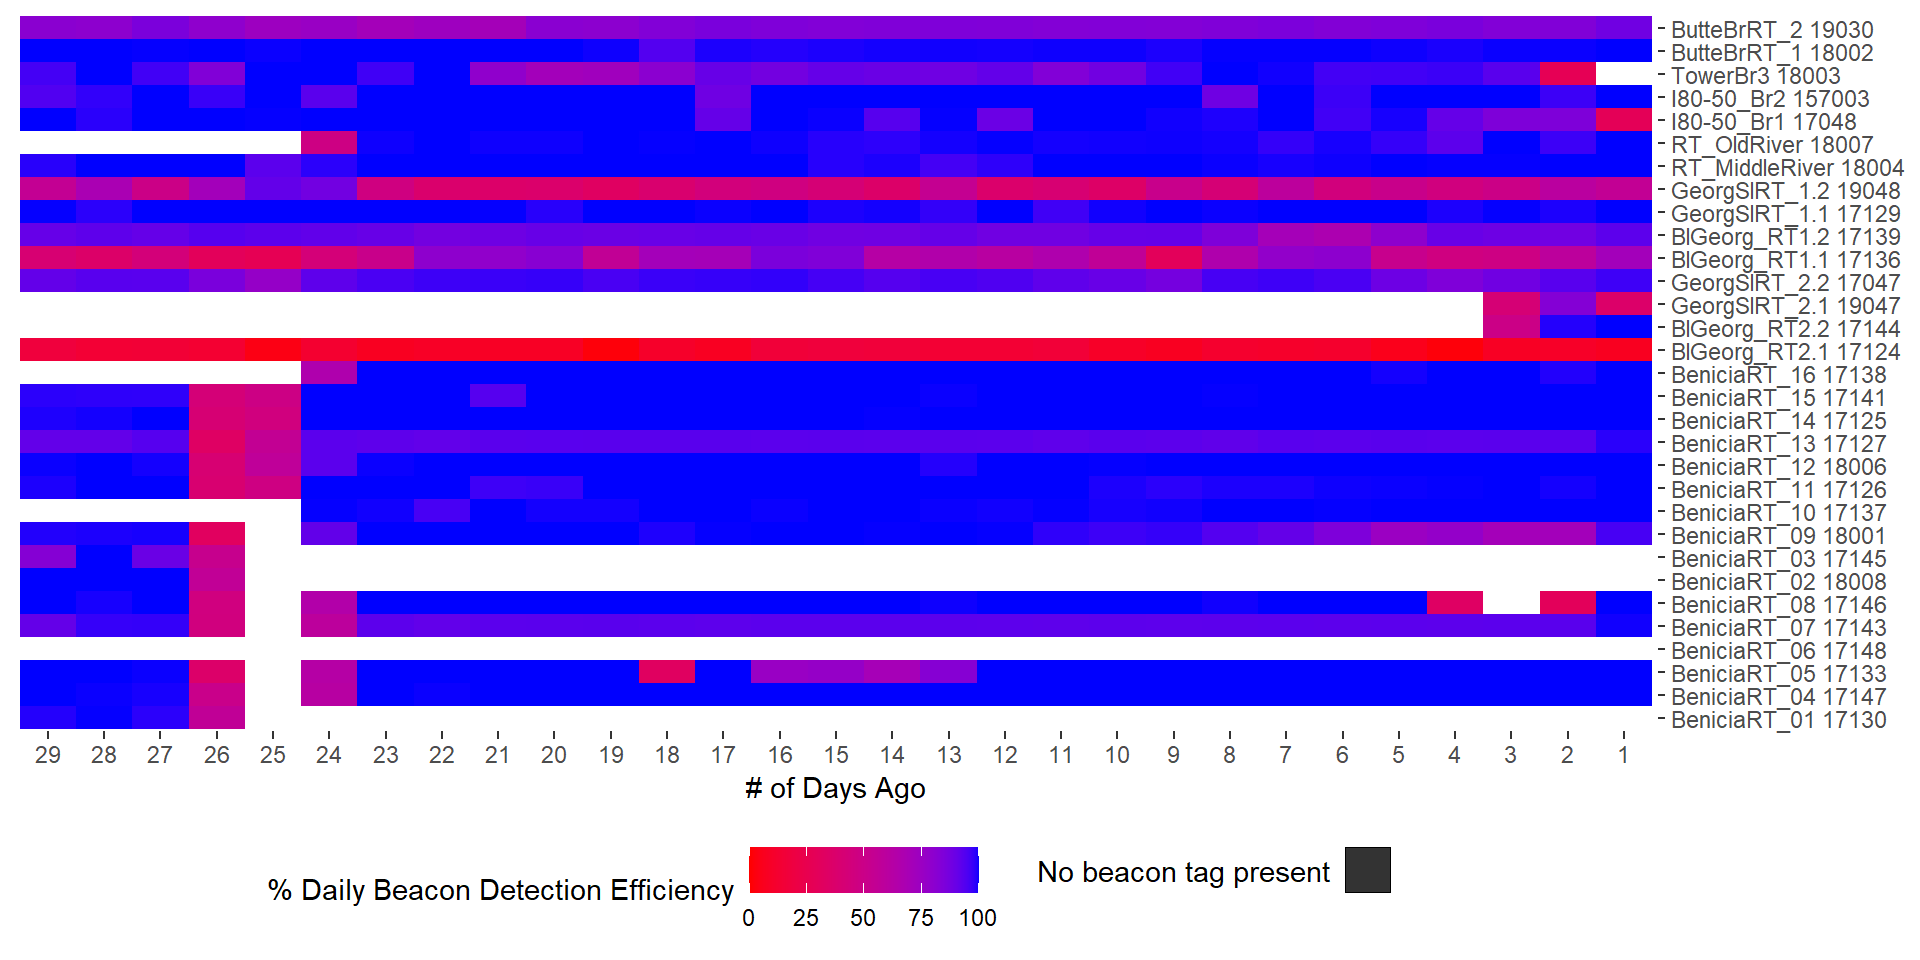 ButteBrRT_2 19030
ButteBrRT_1 18002
TowerBr3 18003
I80-50_Br2 157003
I80-50_Br1 17048
RT_OldRiver 18007
RT_MiddleRiver 18004
GeorgSlRT_1.2 19048
GeorgSlRT_1.1 17129
BlGeorg_RT1.2 17139
BlGeorg_RT1.1 17136
GeorgSlRT_2.2 17047
GeorgSlRT_2.1 19047
BlGeorg_RT2.2 17144
BlGeorg_RT2.1 17124
BeniciaRT_16 17138
BeniciaRT_15 17141
BeniciaRT_14 17125
BeniciaRT_13 17127
BeniciaRT_12 18006
BeniciaRT_11 17126
BeniciaRT_10 17137
BeniciaRT_09 18001
BeniciaRT_03 17145
BeniciaRT_02 18008
BeniciaRT_08 17146
BeniciaRT_07 17143
BeniciaRT_06 17148
BeniciaRT_05 17133
BeniciaRT_04 17147
BeniciaRT_01 17130
29 28 27 26 25 24 23 22 21 20 19 18 17 16 15 14 13 12 11 10 9 8 7 6 5 4 3 2 1
# of Days Ago
% Daily Beacon Detection Efficiency
0 25 50 75 100
No beacon tag present